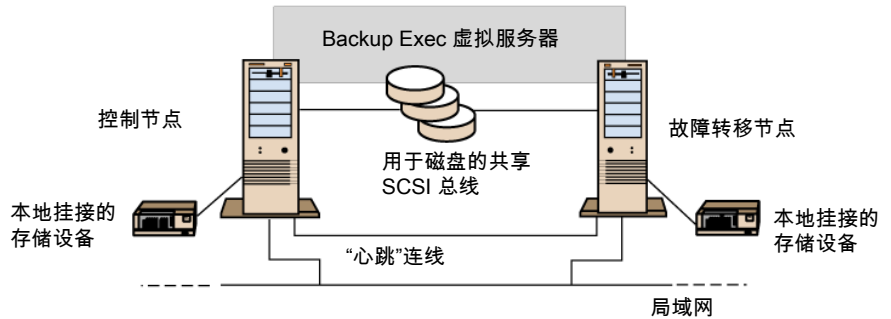 Backup Exec 虚拟服务器
控制节点
故障转移节点
用于磁盘的共享
SCSI 总线
本地挂接的
存储设备
本地挂接的
存储设备
“心跳”连线
局域网